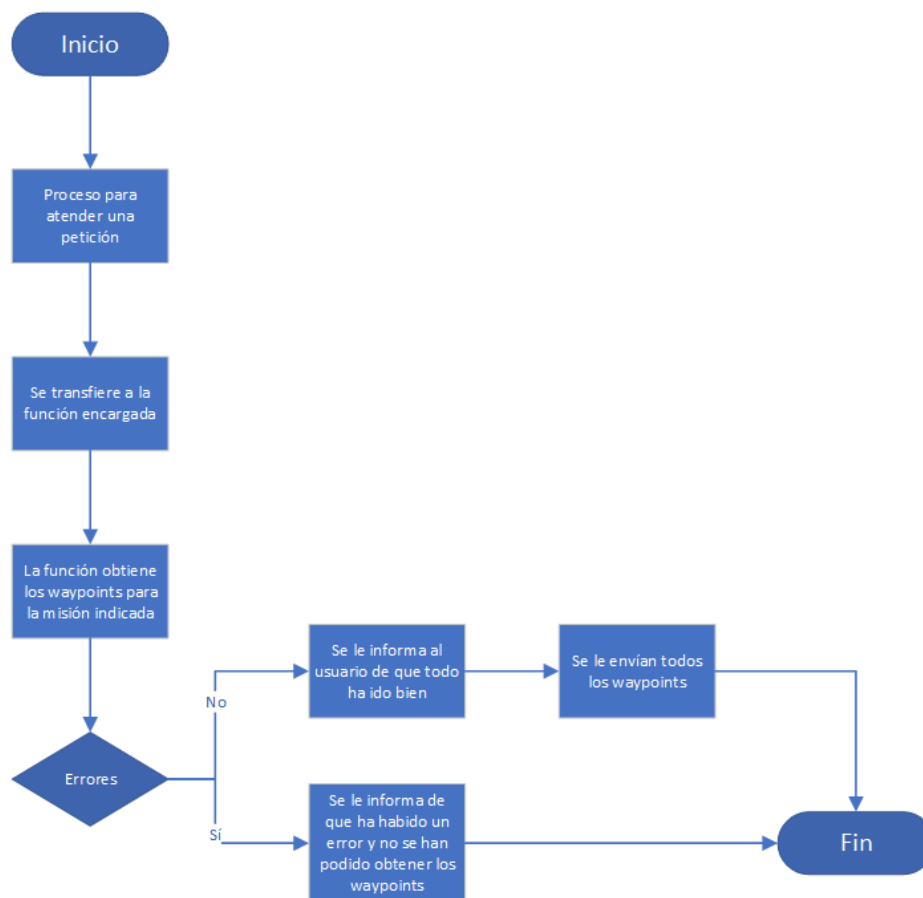 Inicio
Proceso para
atender una
petición
Se transfiere a la
función encargada
La función obtiene
los waypoints para
la misión indicada
Errores
No
Se le informa al
usuario de que todo
ha ido bien
Se le envían todos
los waypoints
Sí
Se le informa de
que ha habido un
error y no se han
podido obtener los
waypoints
Fin